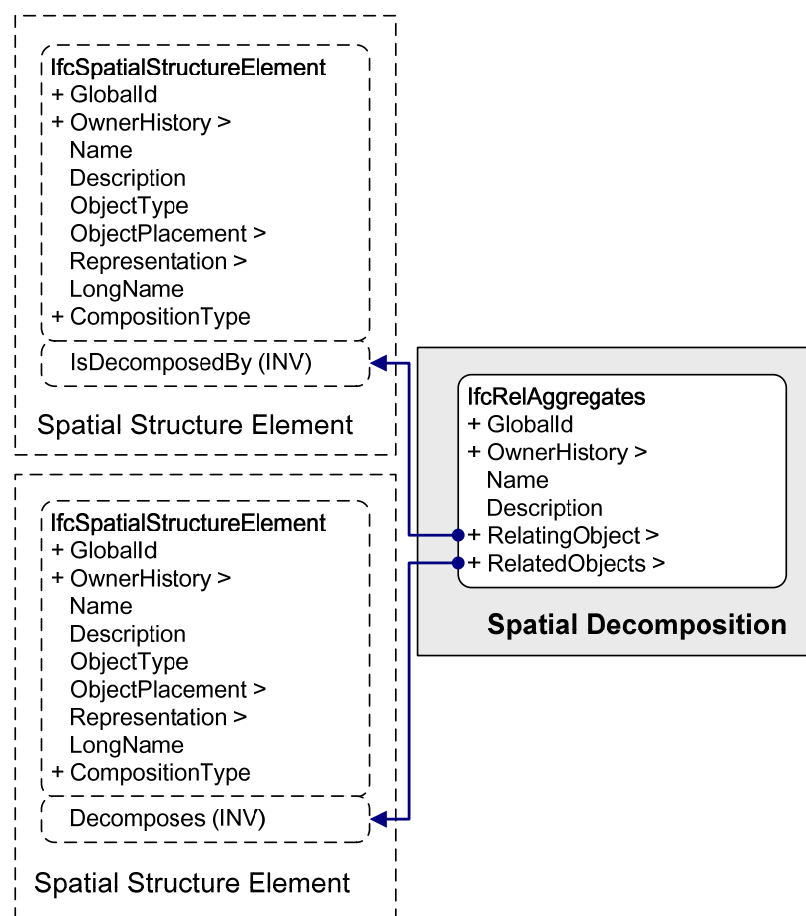 IfcSpatialStructureElement
+ GlobalId
+ OwnerHistory >
Name
Description
ObjectType
ObjectPlacement >
Representation >
LongName
+ CompositionType
IsDecomposedBy (INV)
Spatial Structure Element
IfcRelAggregates
+ GlobalId
+ OwnerHistory >
Name
Description
+ RelatingObject >
+ RelatedObjects >
Spatial Decomposition
IfcSpatialStructureElement
+ GlobalId
+ OwnerHistory >
Name
Description
ObjectType
ObjectPlacement >
Representation >
LongName
+ CompositionType
Decomposes (INV)
Spatial Structure Element